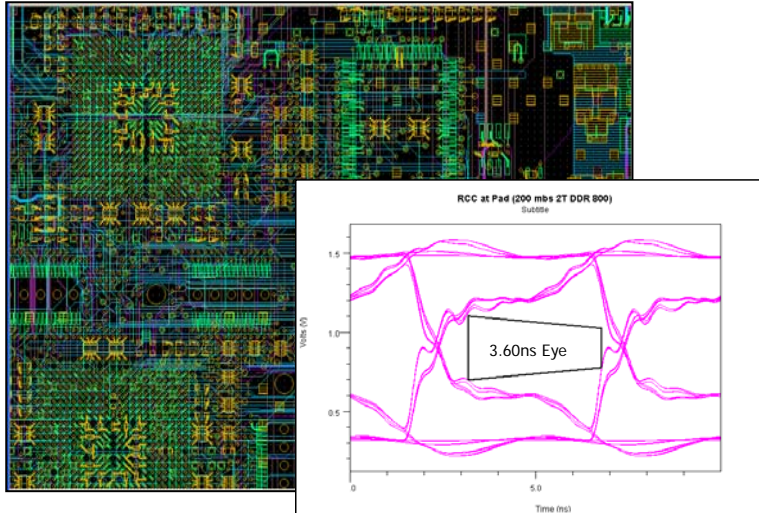 RCC at Pad (200 mbs 2T DDR 800)
Subtitle
1.5
1.0
0.5
Volts (V)
3.60ns Eye
0
5.0
Time (ns)